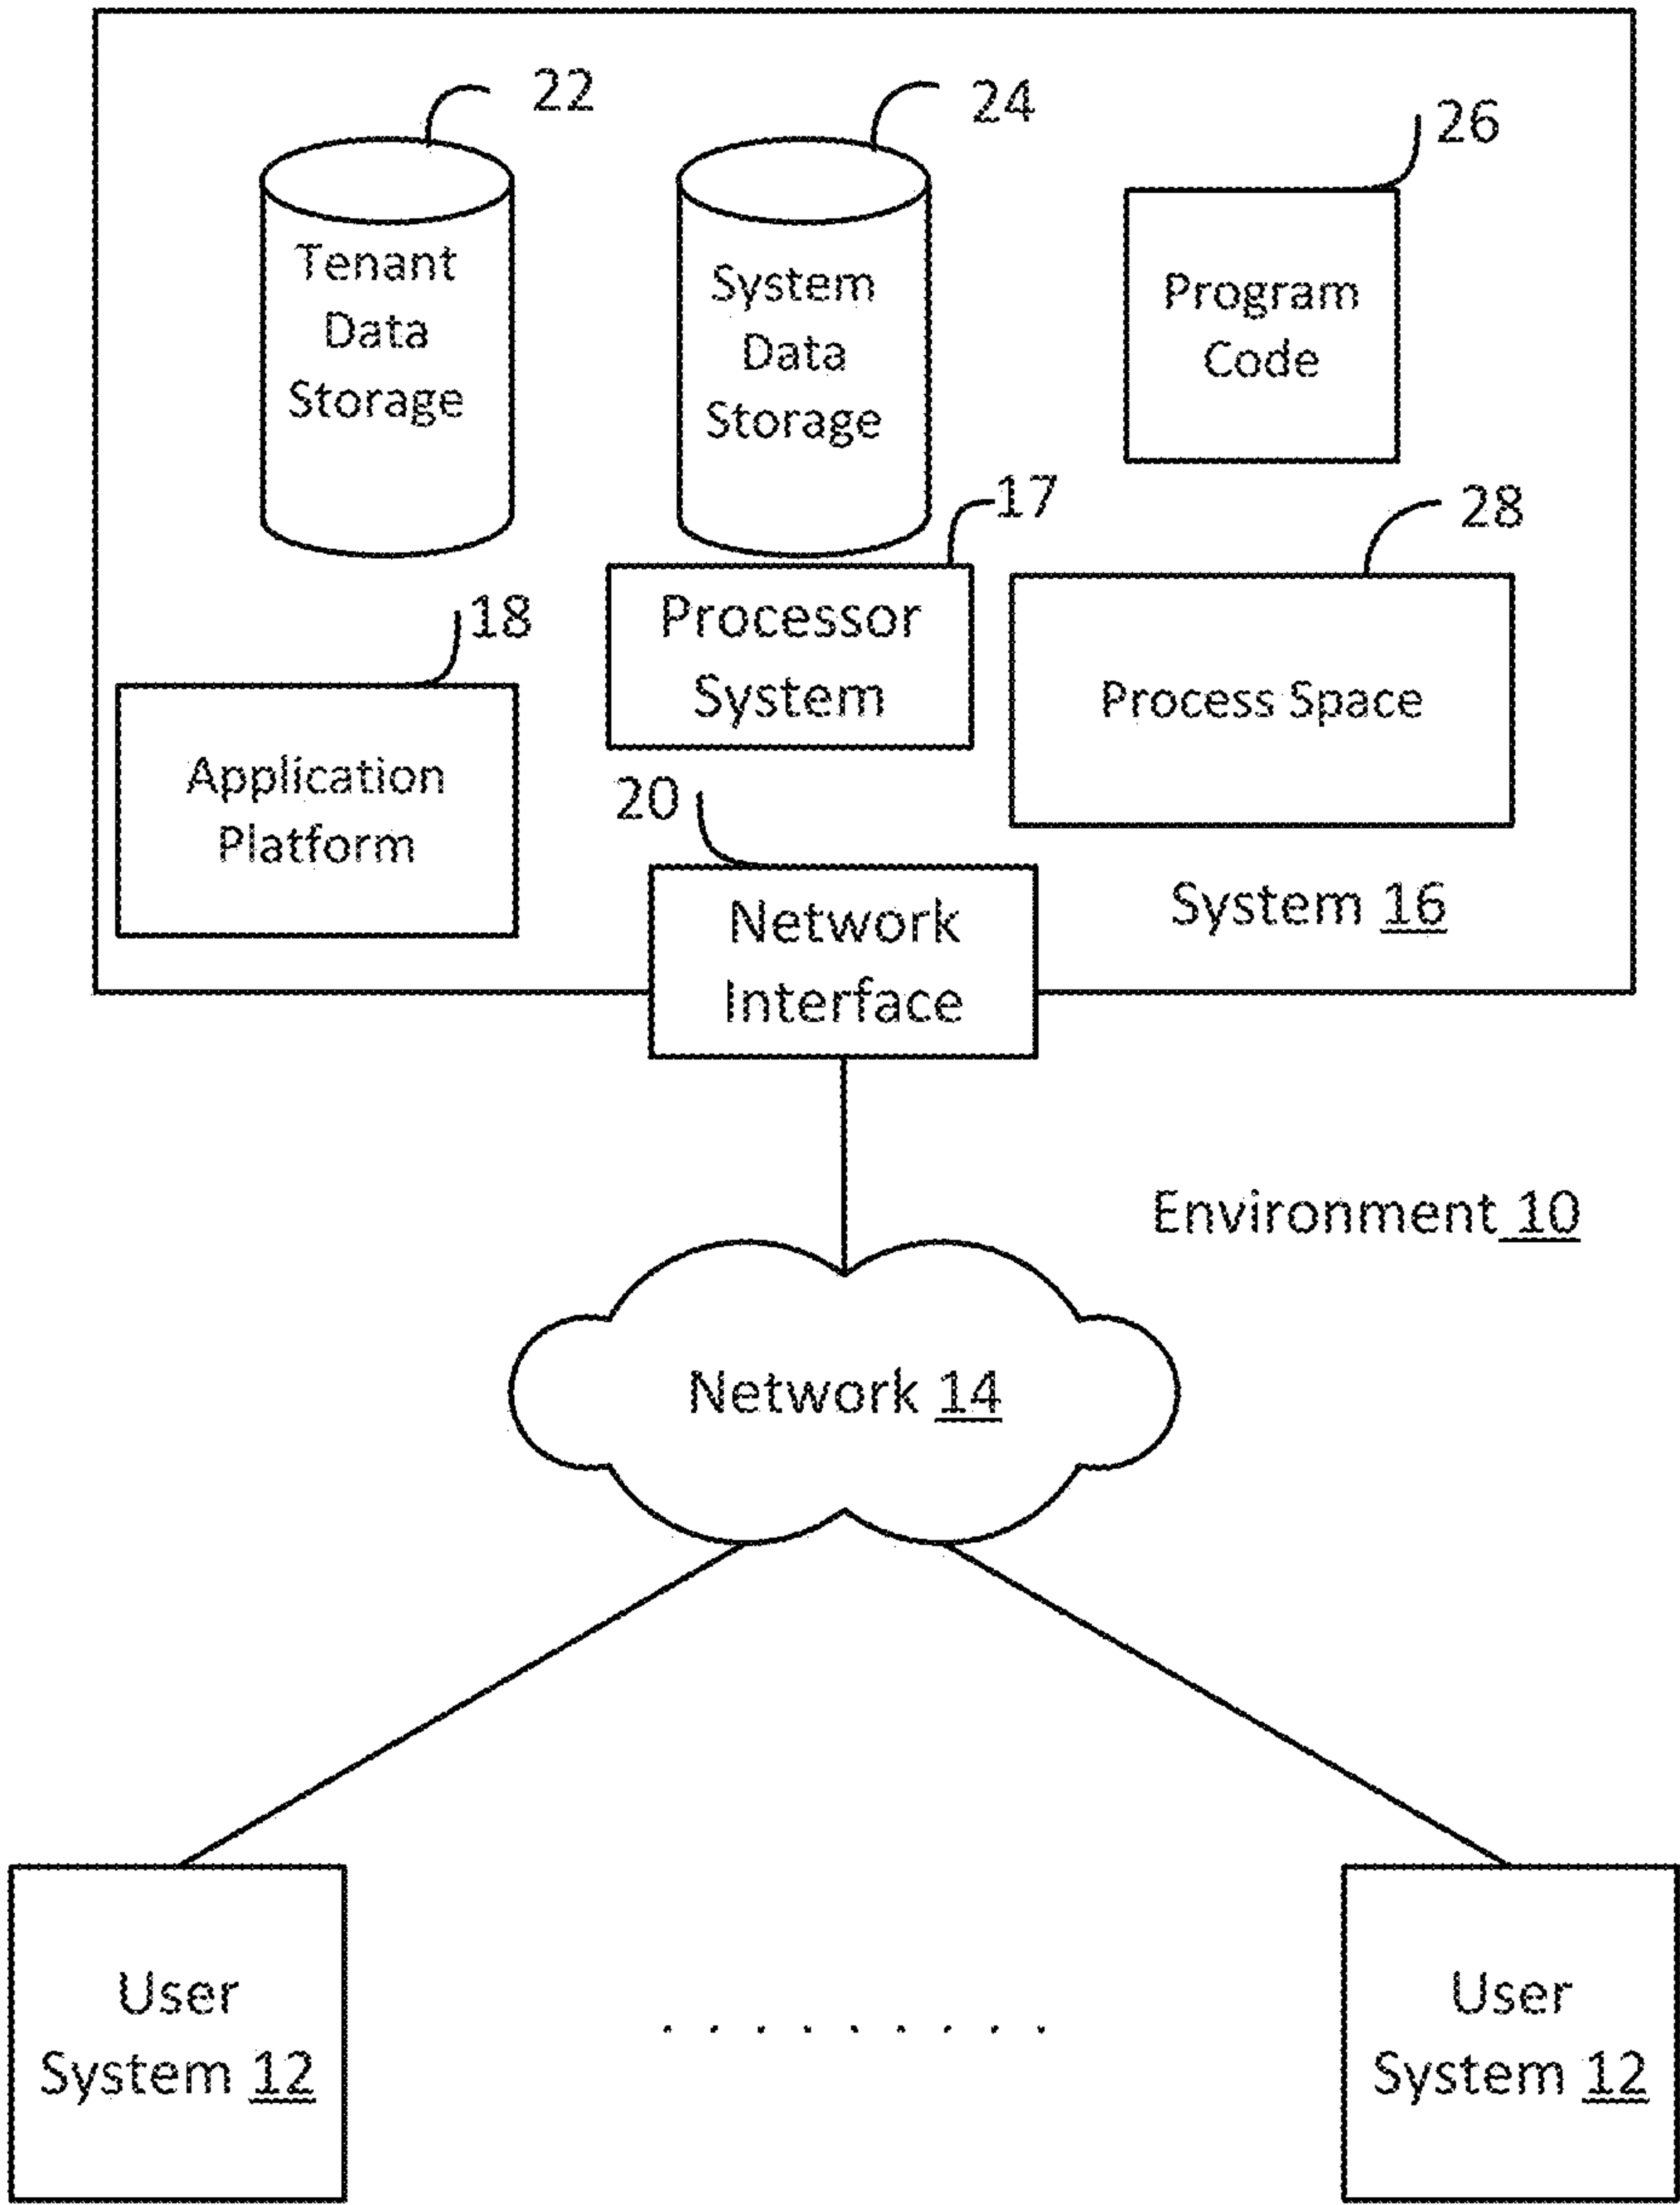 22
24
26
Tenant
Data
Storage
System
Data
Storage
Program
Code
17
28
18
Processor
System
Process Space
Application
Platform
20
Network
Interface
System 16
Environment 10
Network 14
User
System 12
. . . . . . . . .
User
System 12